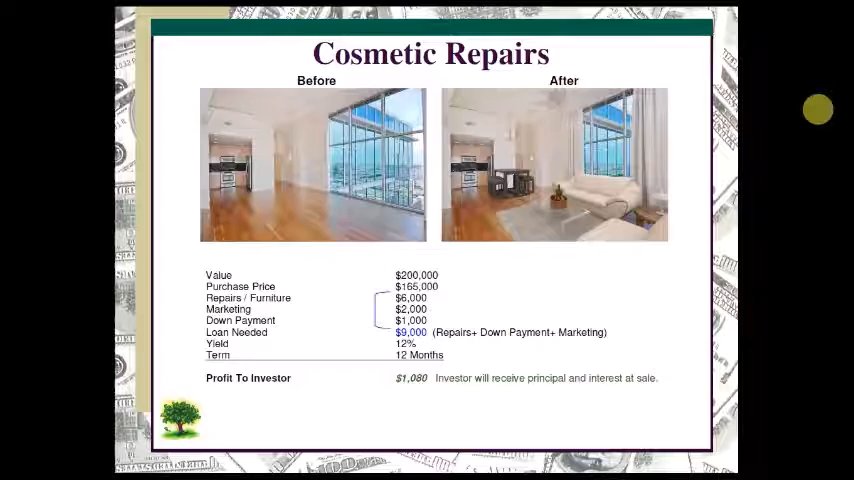 Cosmetic Repairs
Before After
Value $200,000
Purchase Price $165,000
Repairs / Furniture $6,000
Marketing $2,000
Down Payment $1,000
Loan Needed $9,000 (Repairs+ Down Payment+ Marketing)
Yield 12%
Term 12 Months
Profit To Investor $1,080 Investor will receive principal and interest at sale.